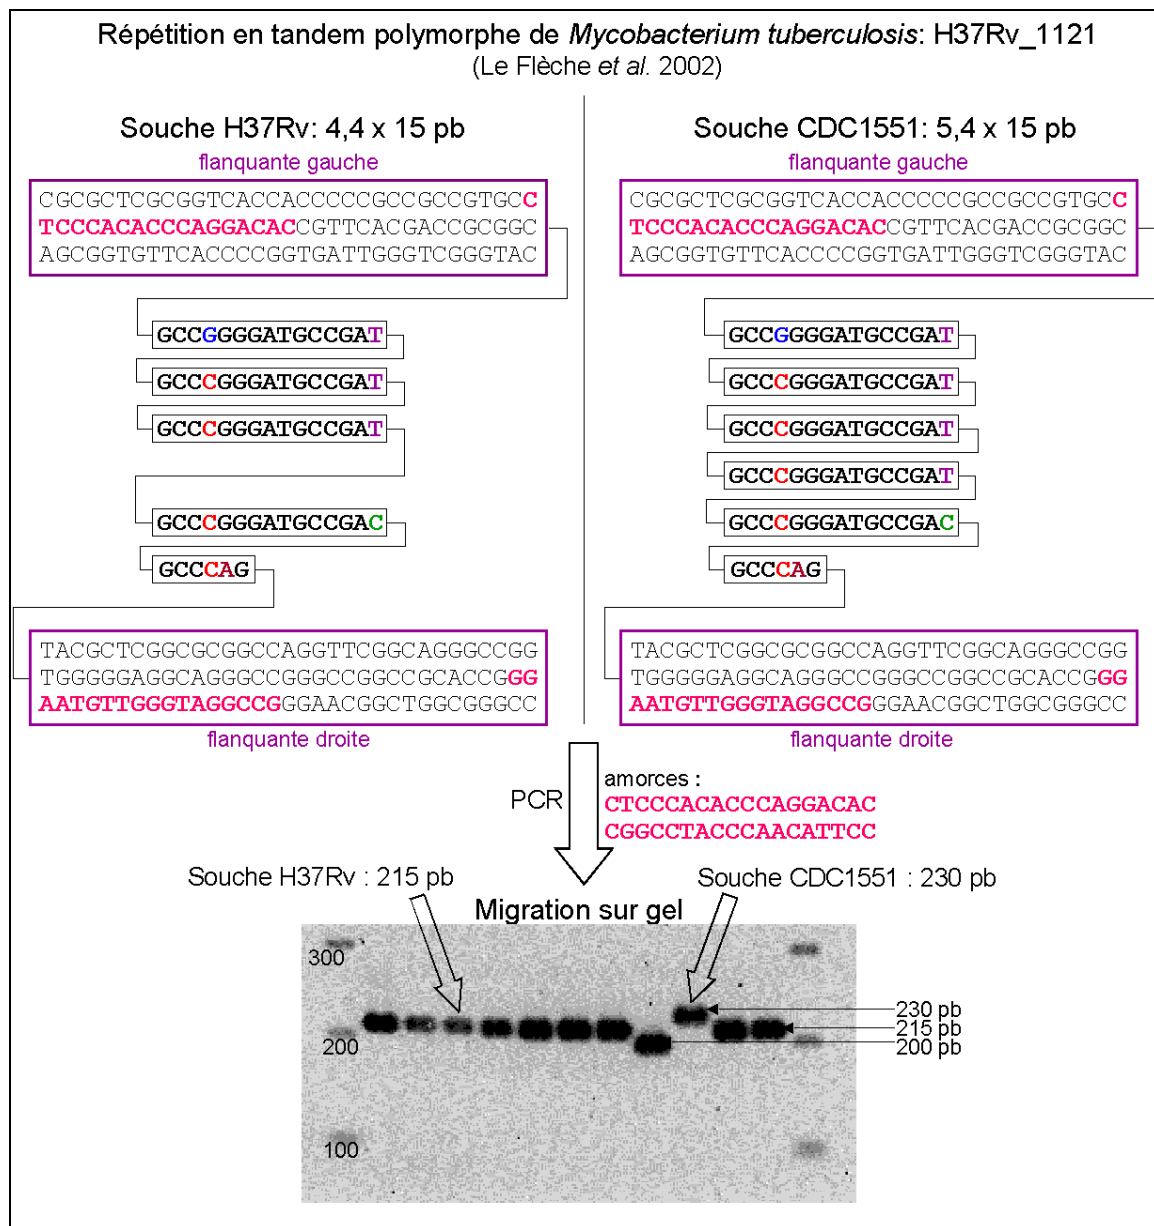 Répétition en tandem polymorphe de Mycobacterium tuberculosis: H37Rv_1121
(Le Flèche et al. 2002)
Souche H37Rv: 4,4 x 15 pb
flanquante gauche
CGCGCTCGCGGTCACCACCCCCGCCGCCGTGCC
TCCCACACCCAGGACACCGTTCACGACCGCGGC
AGCGGTGTTCACCCCGGTGATTGGGTCGGGTAC
GCCGGGGATGCCGAT
GCCCGGGATGCCGAT
GCCCGGGATGCCGAT
GCCCGGGATGCCGAC
GCCCAG
TACGCTCGGCGCGGCCAGGTTCGGCAGGGCCGG
TGGGGGAGGCAGGGCCGGGCCGGCCGCACCGGG
AATGTTGGGTAGGCCGGGAACGGCTGGCGGGCC
flanquante droite
Souche CDC1551: 5,4 x 15 pb
flanquante gauche
CGCGCTCGCGGTCACCACCCCCGCCGCCGTGCC
TCCCACACCCAGGACACCGTTCACGACCGCGGC
AGCGGTGTTCACCCCGGTGATTGGGTCGGGTAC
GCCGGGGATGCCGAT
GCCCGGGATGCCGAT
GCCCGGGATGCCGAT
GCCCGGGATGCCGAT
GCCCGGGATGCCGAC
GCCCAG
TACGCTCGGCGCGGCCAGGTTCGGCAGGGCCGG
TGGGGGAGGCAGGGCCGGGCCGGCCGCACCGGG
AATGTTGGGTAGGCCGGGAACGGCTGGCGGGCC
flanquante droite
PCR
amorces :
CTCCCACACCCAGGACAC
CGGCCTACCCAACATTCC
Souche H37Rv : 215 pb
Souche CDC1551 : 230 pb
Migration sur gel
300
200
100
230 pb
215 pb
200 pb